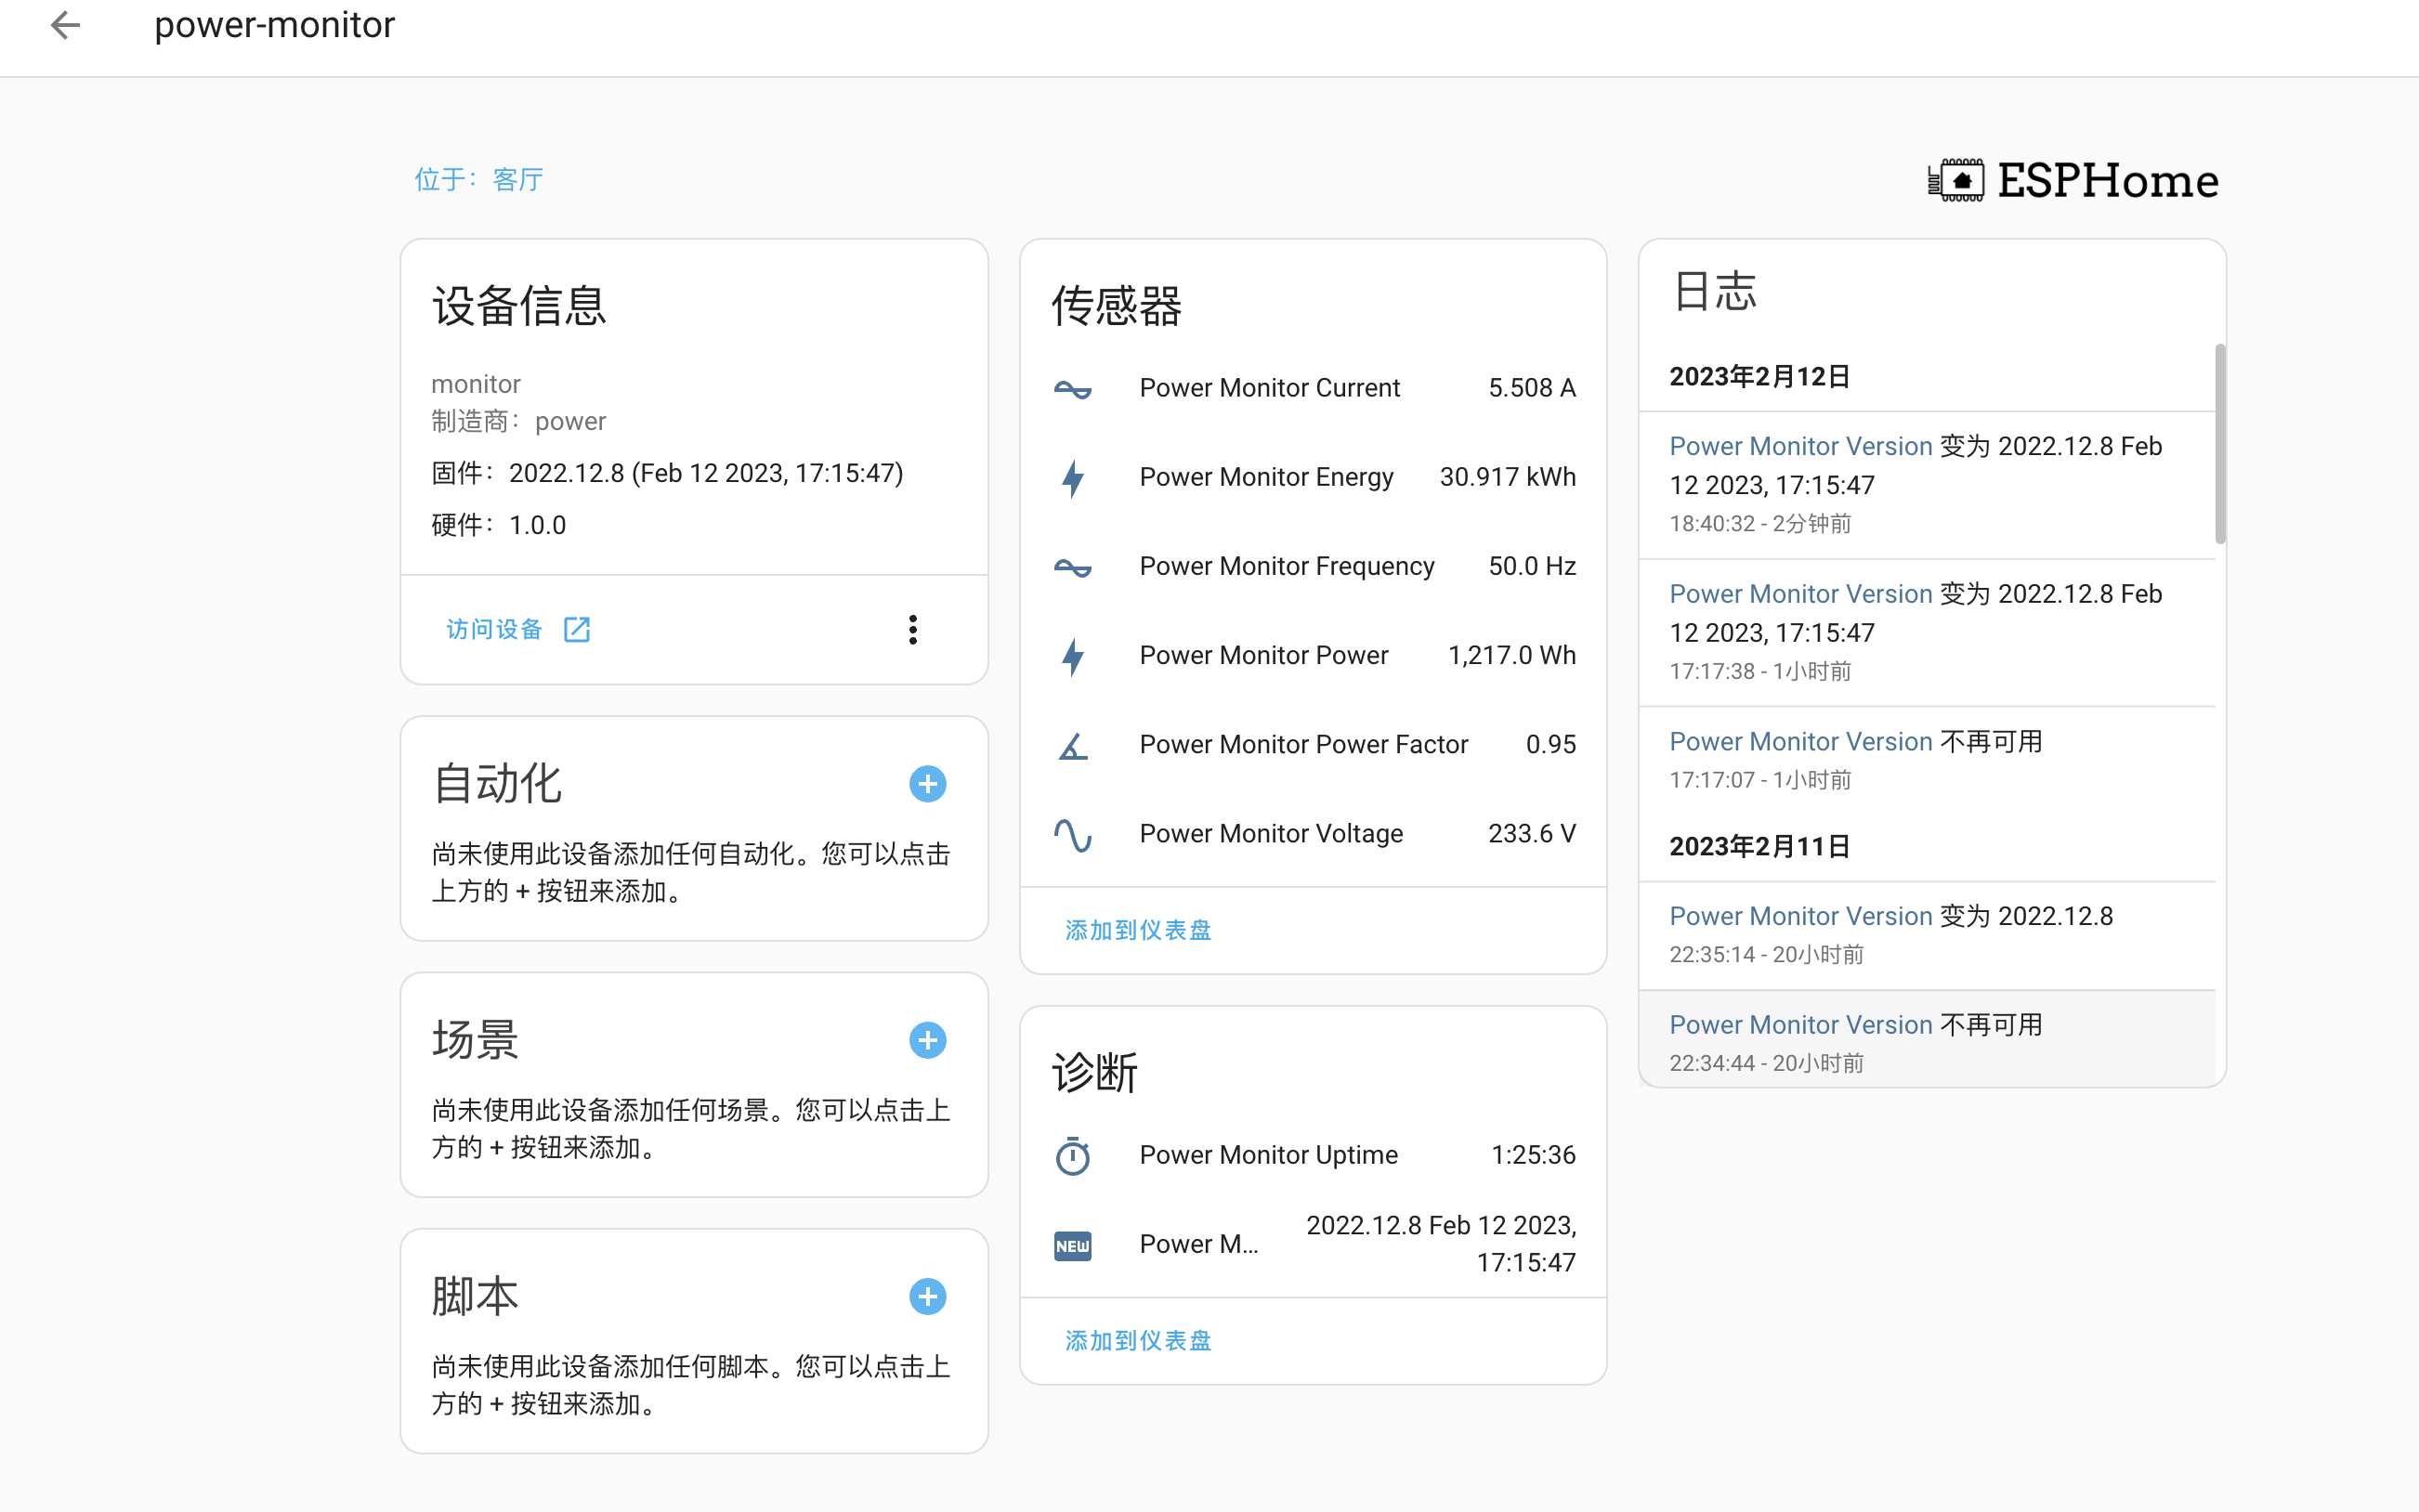 power-monitor
位于：客厅
ESPHome
设备信息
monitor
制造商：power
固件：2022.12.8 (Feb 12 2023, 17:15:47)
硬件：1.0.0
访问设备
自动化
尚未使用此设备添加任何自动化。您可以点击
上方的 + 按钮来添加。
场景
尚未使用此设备添加任何场景。您可以点击上
方的 + 按钮来添加。
脚本
尚未使用此设备添加任何脚本。您可以点击上
方的 + 按钮来添加。
传感器
Power Monitor Current 5.508 A
Power Monitor Energy 30.917 kWh
Power Monitor Frequency 50.0 Hz
Power Monitor Power 1,217.0 Wh
Power Monitor Power Factor 0.95
Power Monitor Voltage 233.6 V
添加到仪表盘
诊断
Power Monitor Uptime 1:25:36
NEW Power M... 2022.12.8 Feb 12 2023,
17:15:47
添加到仪表盘
日志
2023年2月12日
Power Monitor Version 变为 2022.12.8 Feb
12 2023, 17:15:47
18:40:32 - 2分钟前
Power Monitor Version 变为 2022.12.8 Feb
12 2023, 17:15:47
17:17:38 - 1小时前
Power Monitor Version 不再可用
17:17:07 - 1小时前
2023年2月11日
Power Monitor Version 变为 2022.12.8
22:35:14 - 20小时前
Power Monitor Version 不再可用
22:34:44 - 20小时前